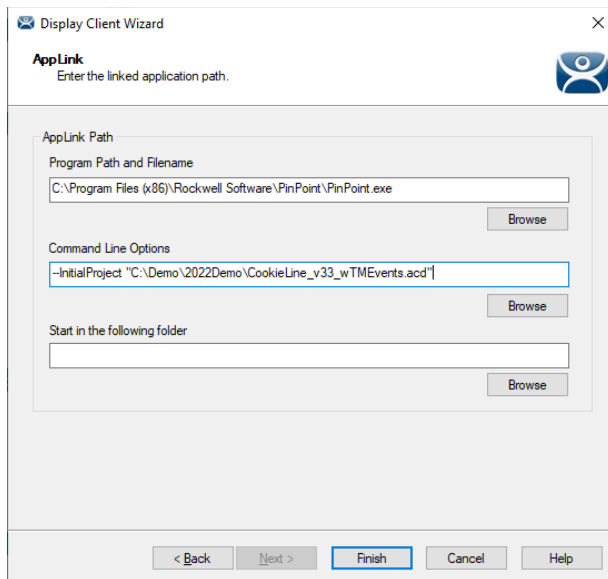 Display Client Wizard
AppLink
Enter the linked application path.
AppLink Path
Program Path and Filename
C:\Program Files (x86)\Rockwell Software\PinPoint\PinPoint.exe
Browse
Command Line Options
--InitialProject "C:\Demo\2022Demo\CookieLine_v33_wTMEvents.acd"
Browse
Start in the following folder
Browse
< Back Next > Finish Cancel Help